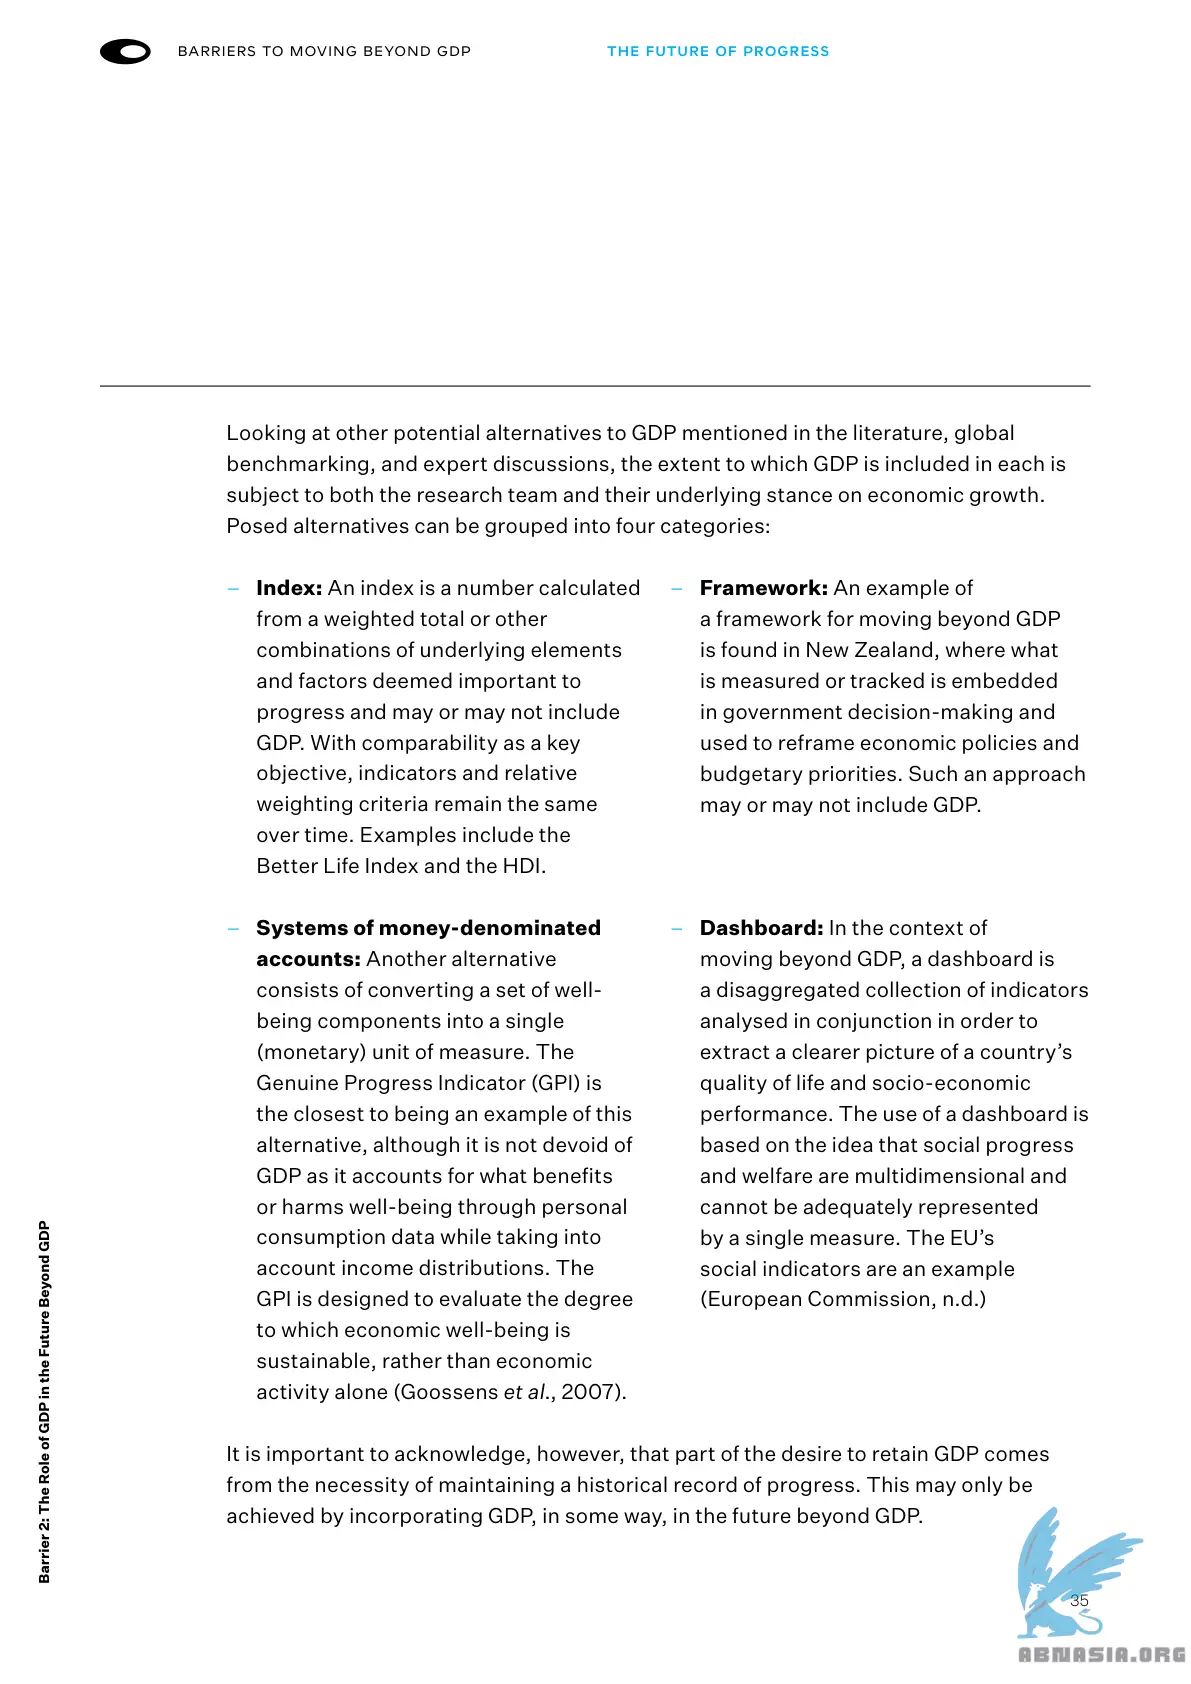 BARRIERS TO MOVING BEYOND GDP
THE FUTURE OF PROGRESS
Looking at other potential alternatives to GDP mentioned in the literature, global
benchmarking, and expert discussions, the extent to which GDP is included in each is
subject to both the research team and their underlying stance on economic growth.
Posed alternatives can be grouped into four categories:
– Index: An index is a number calculated
from a weighted total or other
combinations of underlying elements
and factors deemed important to
progress and may or may not include
GDP. With comparability as a key
objective, indicators and relative
weighting criteria remain the same
over time. Examples include the
Better Life Index and the HDI.
– Framework: An example of
a framework for moving beyond GDP
is found in New Zealand, where what
is measured or tracked is embedded
in government decision-making and
used to reframe economic policies and
budgetary priorities. Such an approach
may or may not include GDP.
– Systems of money-denominated
accounts: Another alternative
consists of converting a set of well-
being components into a single
(monetary) unit of measure. The
Genuine Progress Indicator (GPI) is
the closest to being an example of this
alternative, although it is not devoid of
GDP as it accounts for what benefits
or harms well-being through personal
consumption data while taking into
account income distributions. The
GPI is designed to evaluate the degree
to which economic well-being is
sustainable, rather than economic
activity alone (Goossens et al., 2007).
– Dashboard: In the context of
moving beyond GDP, a dashboard is
a disaggregated collection of indicators
analysed in conjunction in order to
extract a clearer picture of a country’s
quality of life and socio-economic
performance. The use of a dashboard is
based on the idea that social progress
and welfare are multidimensional and
cannot be adequately represented
by a single measure. The EU’s
social indicators are an example
(European Commission, n.d.)
It is important to acknowledge, however, that part of the desire to retain GDP comes
from the necessity of maintaining a historical record of progress. This may only be
achieved by incorporating GDP, in some way, in the future beyond GDP.
Barrier 2: The Role of GDP in the Future Beyond GDP
35
ABNASIA.ORG